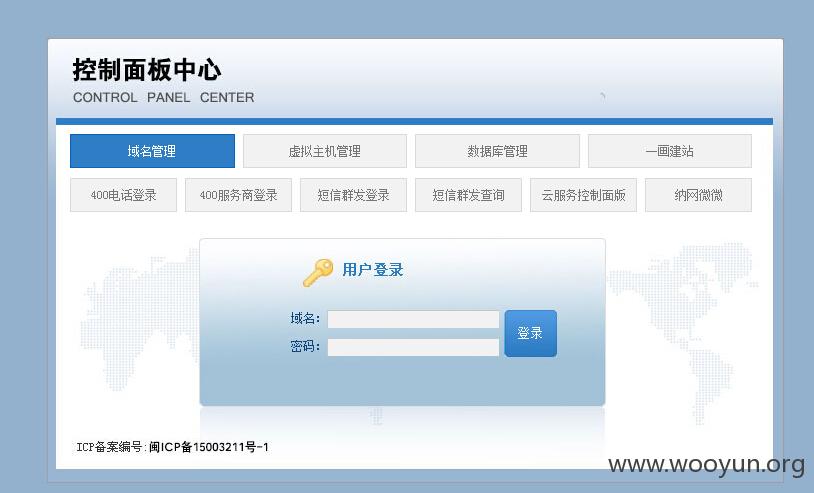 控制面板中心
CONTROL PANEL CENTER
域名管理 虚拟主机管理 数据库管理 一画建站
400电话登录 400服务商登录 短信群发登录 短信群发查询 云服务控制面版 纳网微微
用户登录
域名：
登录
密码：
ICP备案编号:闽ICP备15003211号-1
www.wooyun.org